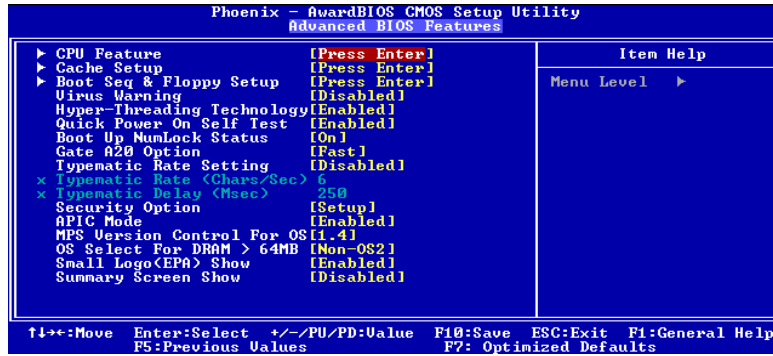 Phoenix - AwardBIOS CMOS Setup Utility
Advanced BIOS Features
► CPU Feature [Press Enter]
► Cache Setup [Press Enter]
► Boot Seq & Floppy Setup [Press Enter]
Virus Warning [Disabled]
Hyper-Threading Technology[Enabled]
Quick Power On Self Test [Enabled]
Boot Up NumLock Status [On]
Gate A20 Option [Fast]
Typematic Rate Setting [Disabled]
x Typematic Rate (Chars/Sec) 6
x Typematic Delay (Msec) 250
Security Option [Setup]
APIC Mode [Enabled]
MPS Version Control For OS[1.4]
OS Select For DRAM > 64MB [Non-OS2]
Small Logo(EPA) Show [Enabled]
Summary Screen Show [Disabled]
Item Help
Menu Level ►
↑↓→←:Move Enter:Select +/-/PU/PD:Value F10:Save ESC:Exit F1:General Help
F5:Previous Values F7: Optimized Defaults